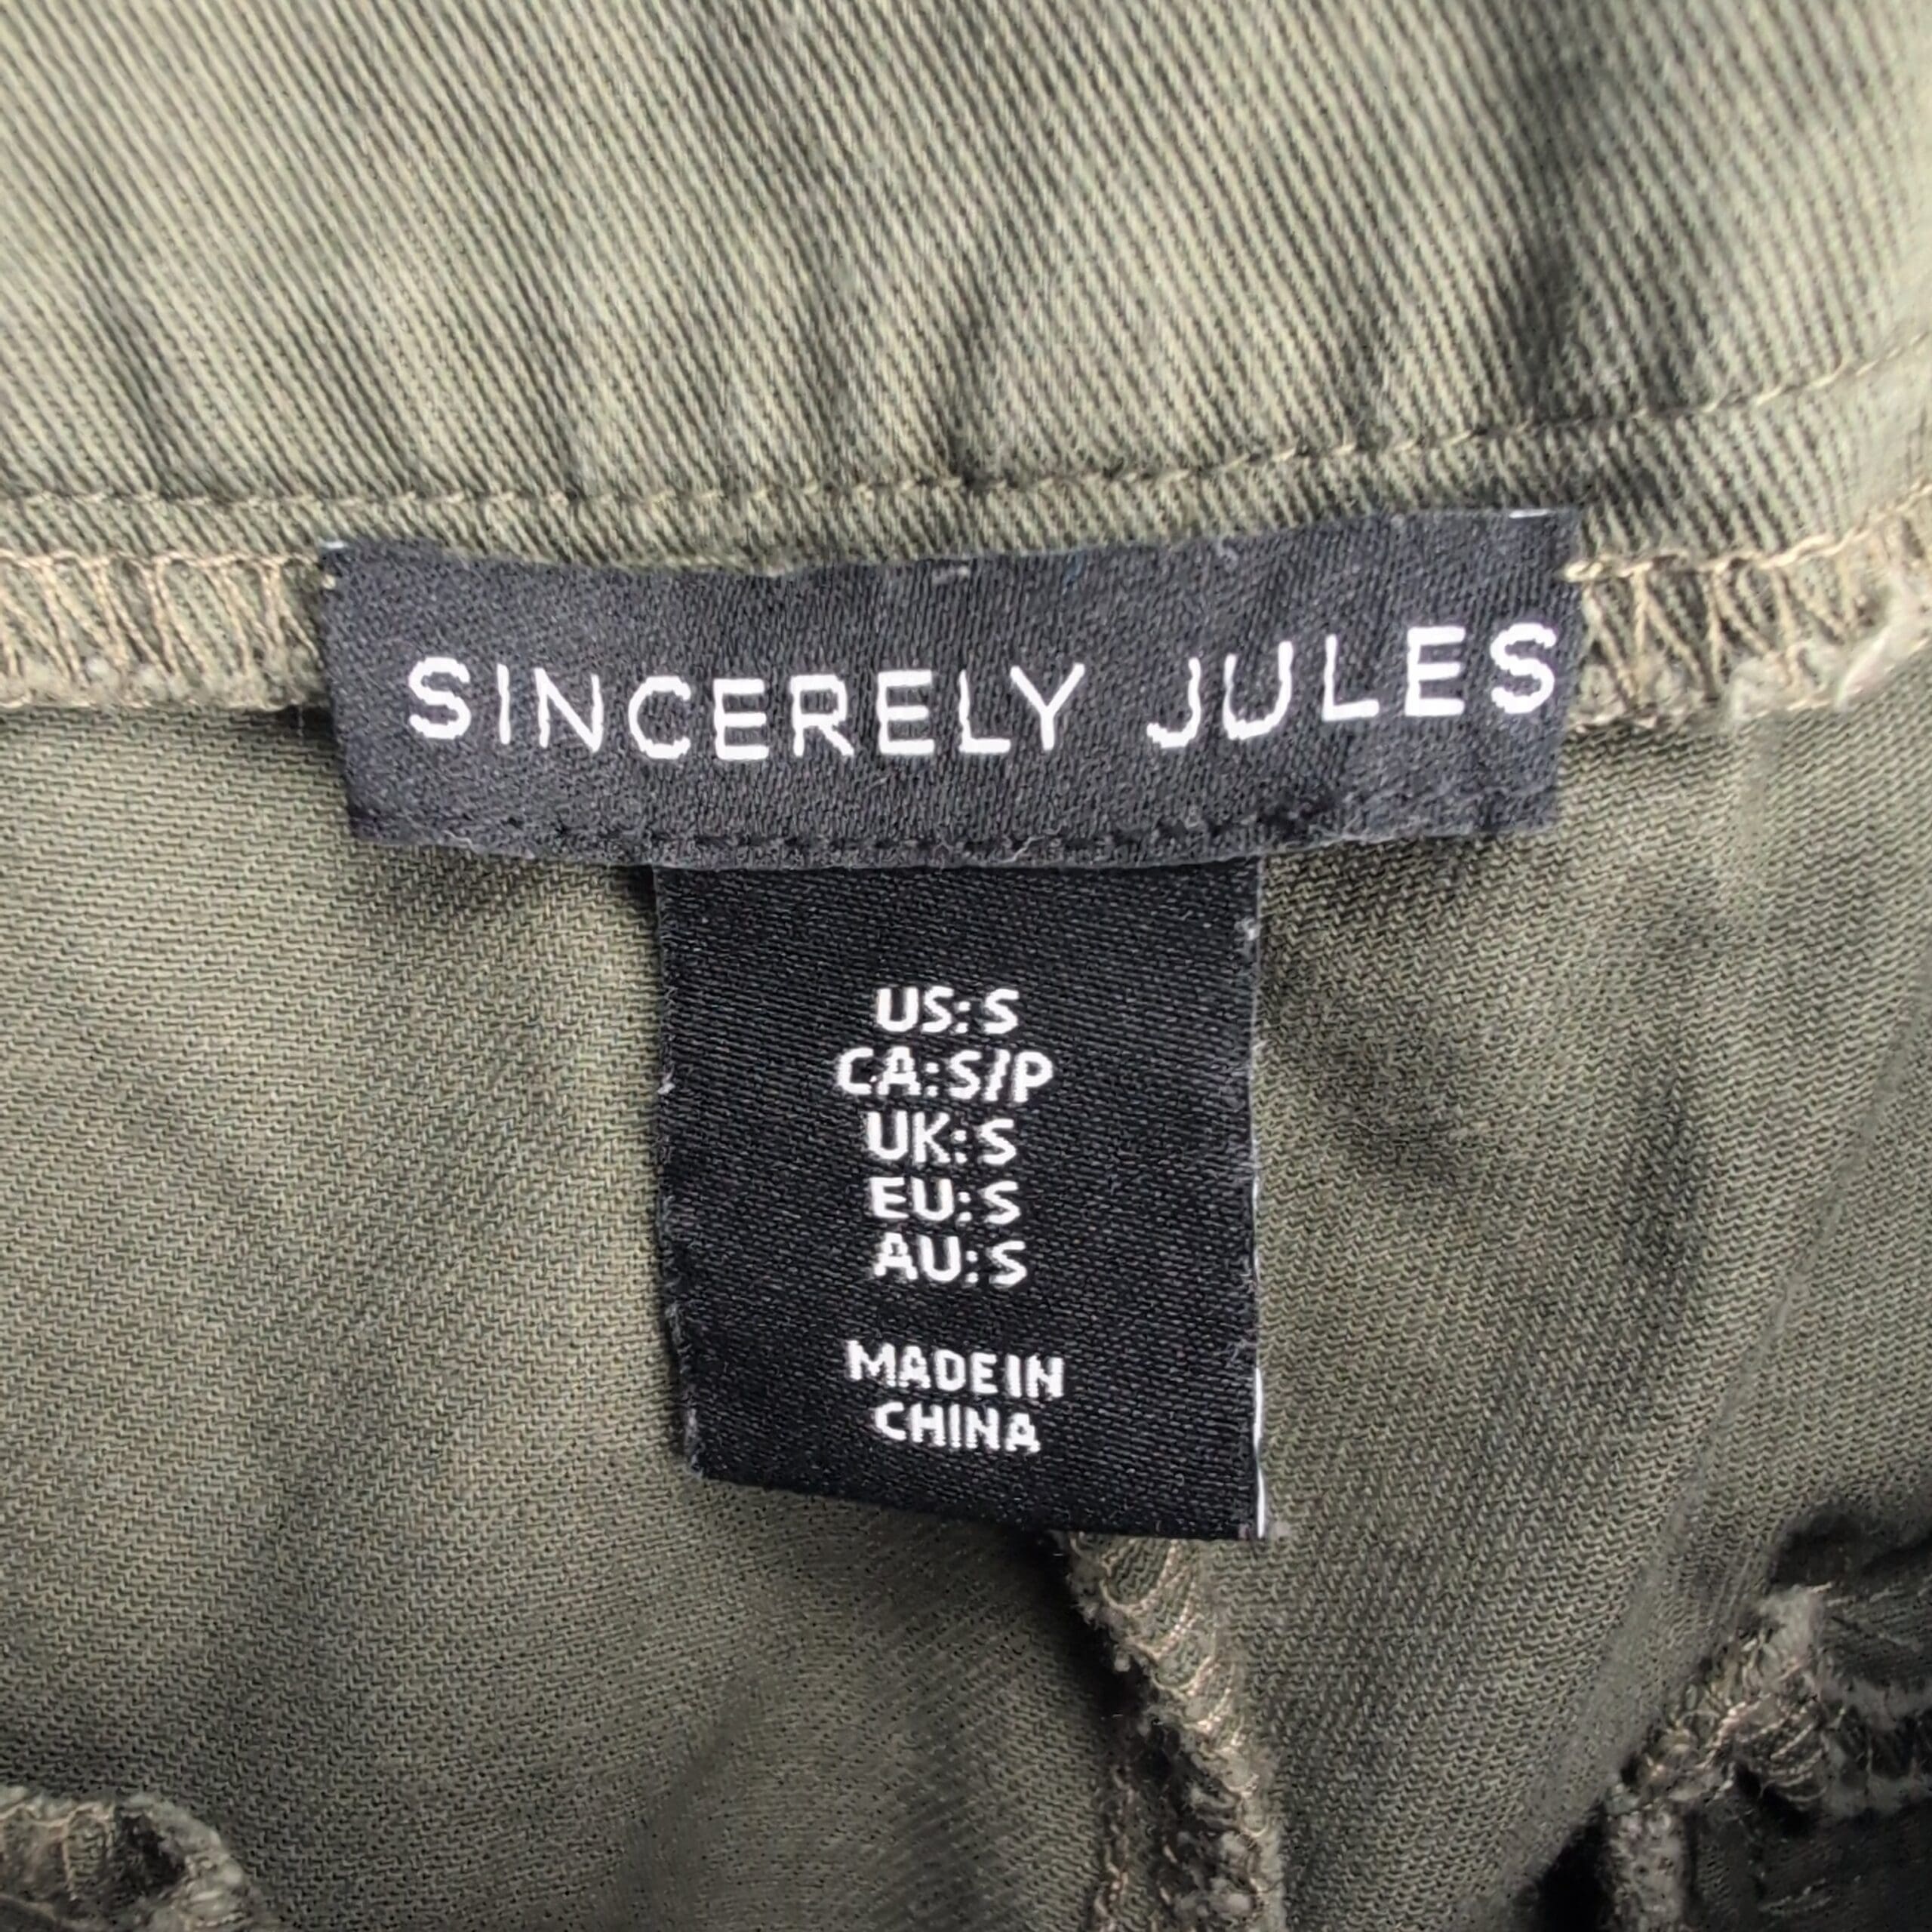 SINCERELY JULES
US: S
CA: S/P
UK: S
EU: S
AU: S
MADE IN
CHINA